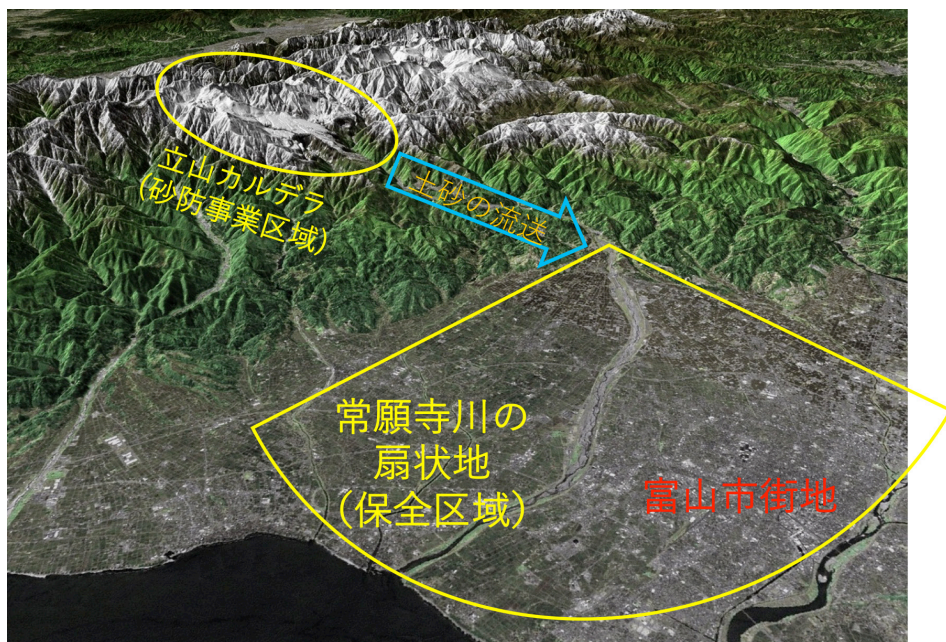 立山カルデラ
（砂防事業区域）
土砂の流送
常願寺川の
扇状地
（保全区域）
富山市街地